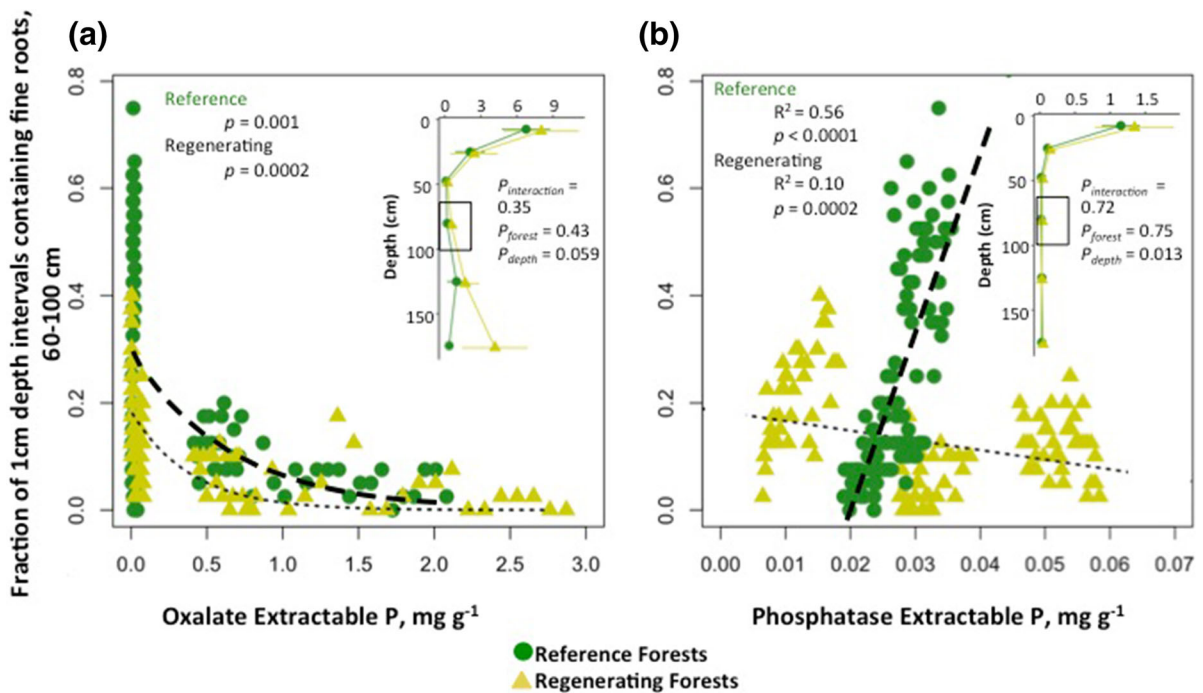 (a)
(b)
Fraction of 1cm depth intervals containing fine roots,
60-100 cm
0.8
0.6
0.4
0.2
0.0
Reference
p = 0.001
Regenerating
p = 0.0002
0 3 6 9
0
50
100
150
Depth (cm)
P interaction =
0.35
P forest = 0.43
P depth = 0.059
0.0 0.5 1.0 1.5 2.0 2.5 3.0
Oxalate Extractable P, mg g-1
0.8
0.6
0.4
0.2
0.0
Reference
R2 = 0.56
p < 0.0001
Regenerating
R2 = 0.10
p = 0.0002
0 0.5 1 1.5
0
50
100
150
Depth (cm)
P interaction =
0.72
P forest = 0.75
P depth = 0.013
0.00 0.01 0.02 0.03 0.04 0.05 0.06 0.07
Phosphatase Extractable P, mg g-1
Reference Forests
Regenerating Forests